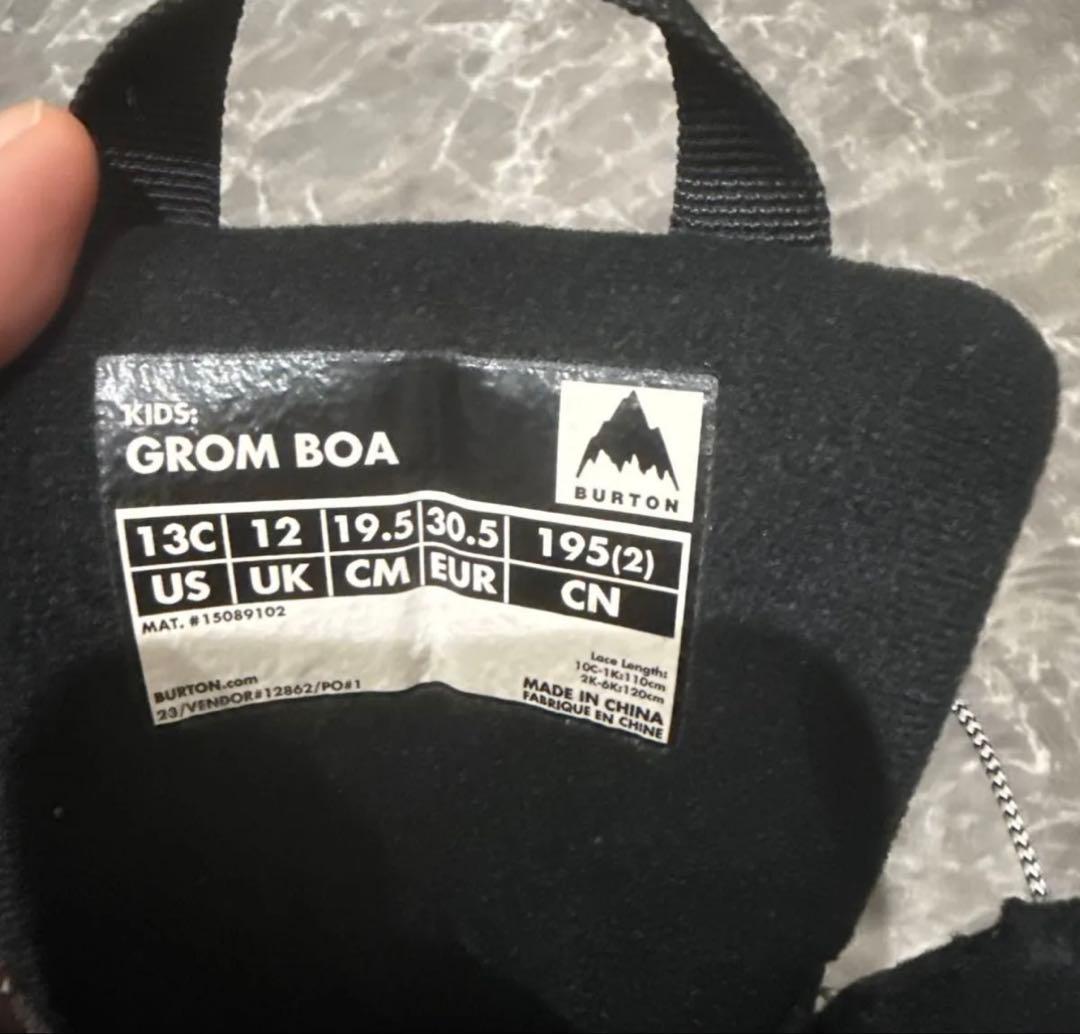 KIDS:
GROM BOA
BURTON
13C 12 19.5 30.5 195(2)
US UK CM EUR CN
MAT. #15089102
Lace Length:
10C-1K:110cm
2K-6K:120cm
BURTON.com
23/VENDOR#12862/PO#1
MADE IN CHINA
FABRIQUE EN CHINE